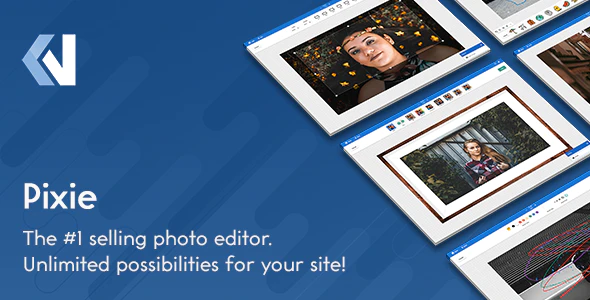 Pixie
The #1 selling photo editor.
Unlimited possibilities for your site!